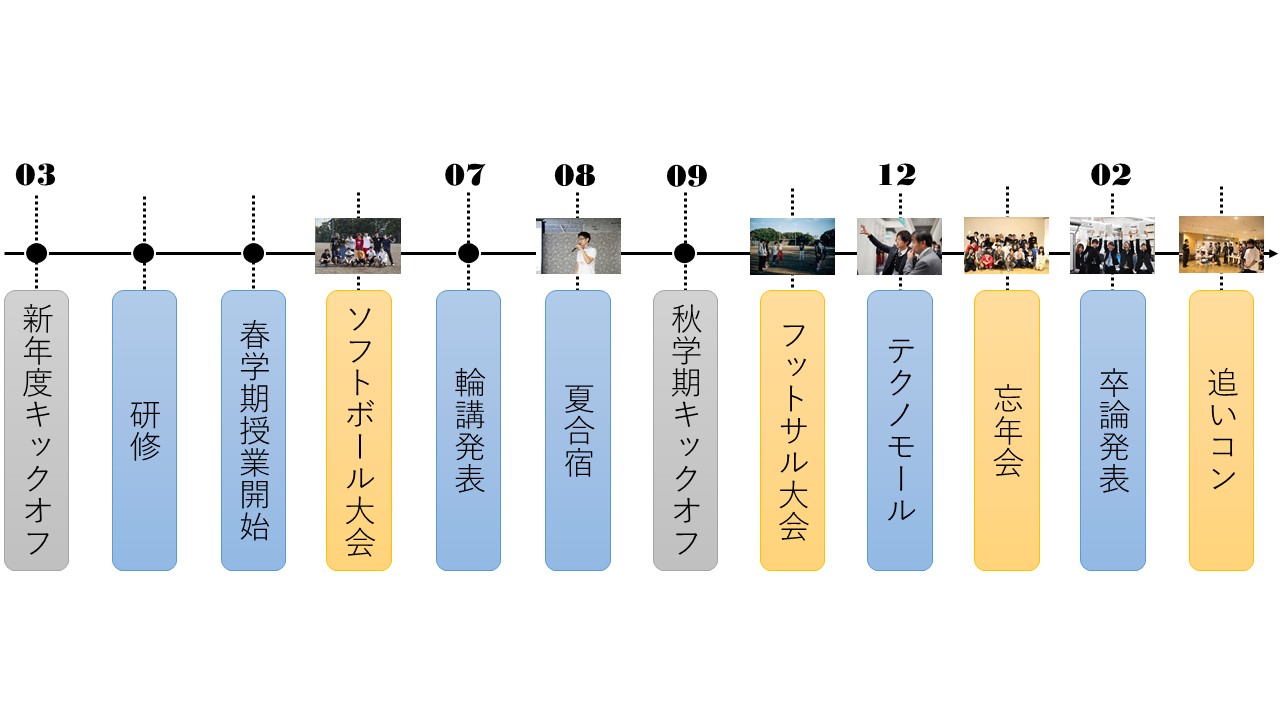 03
07
08
09
12
02
新年度キックオフ
研修
春学期授業開始
ソフトボール大会
輪講発表
夏合宿
秋学期キックオフ
フットサル大会
テクノモール
忘年会
卒論発表
追いコン